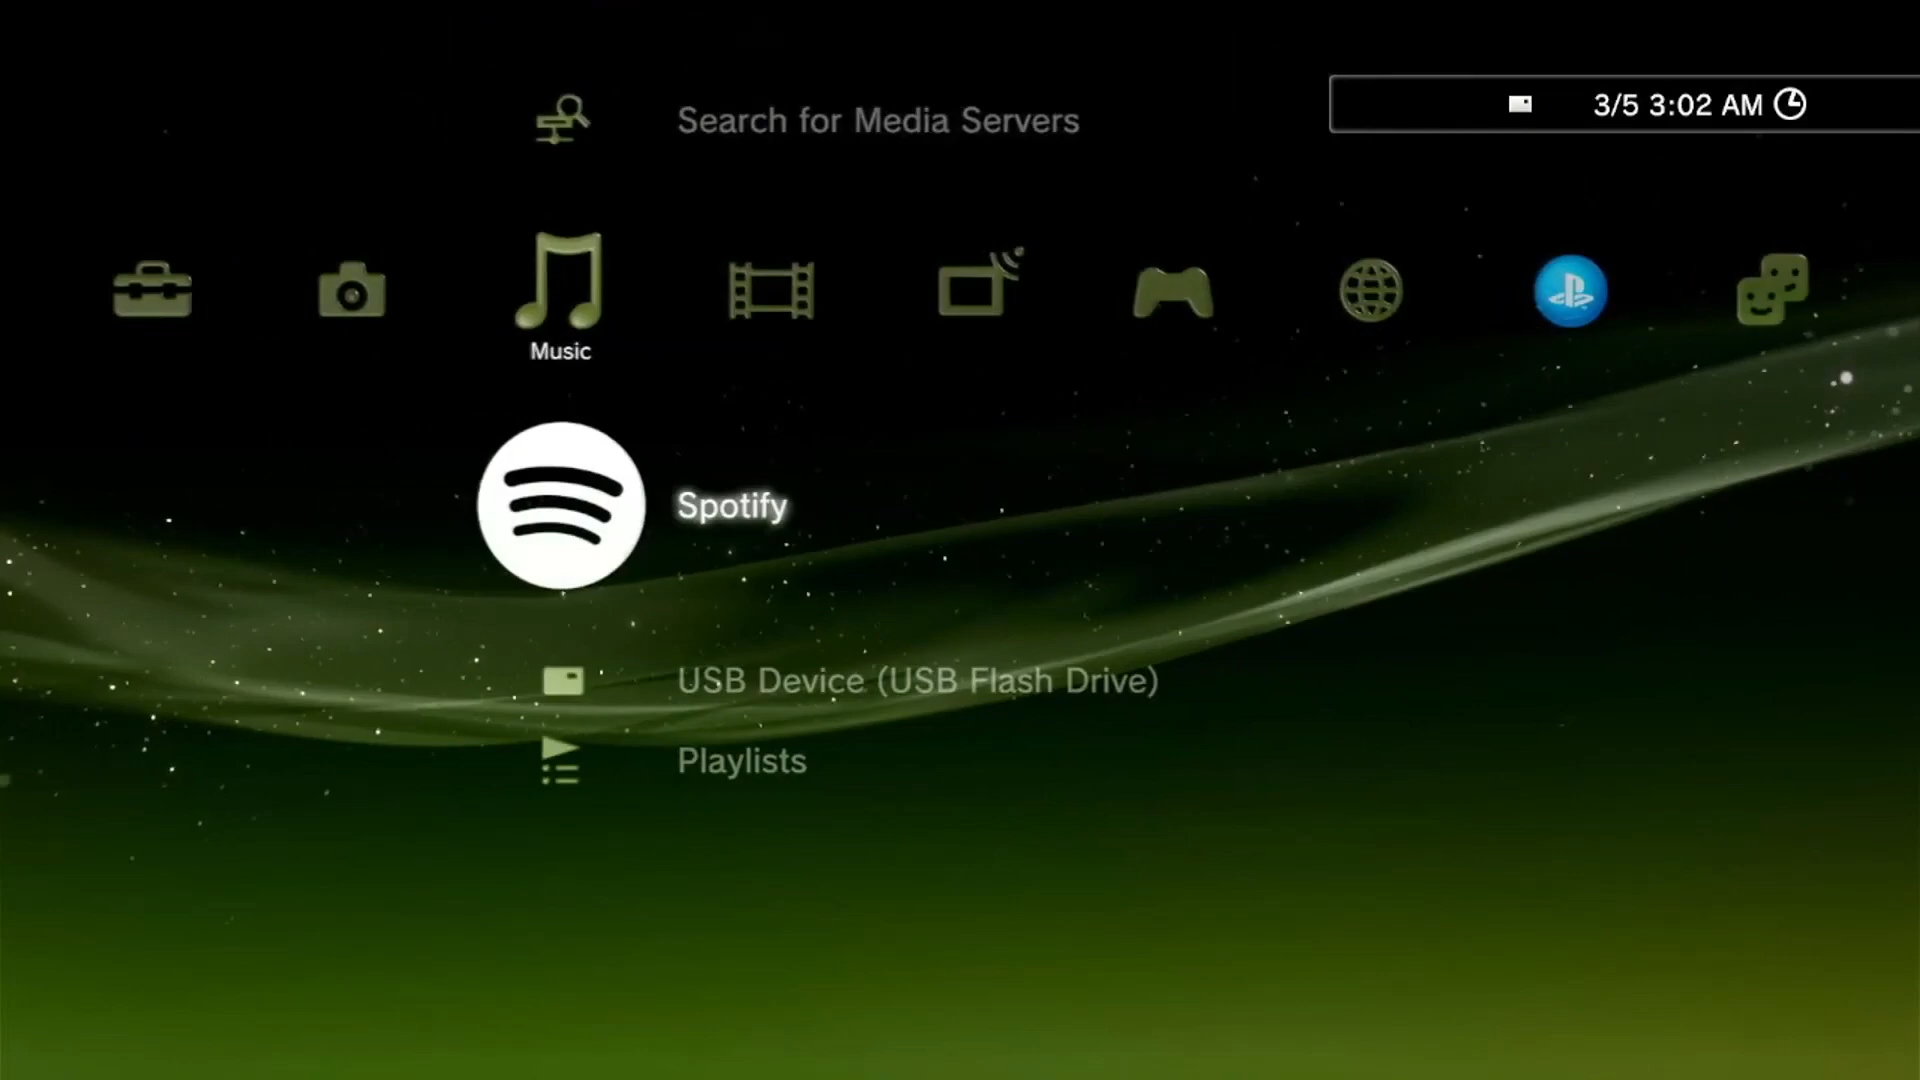 Search for Media Servers
3/5 3:02 AM
Music
Spotify
USB Device (USB Flash Drive)
Playlists